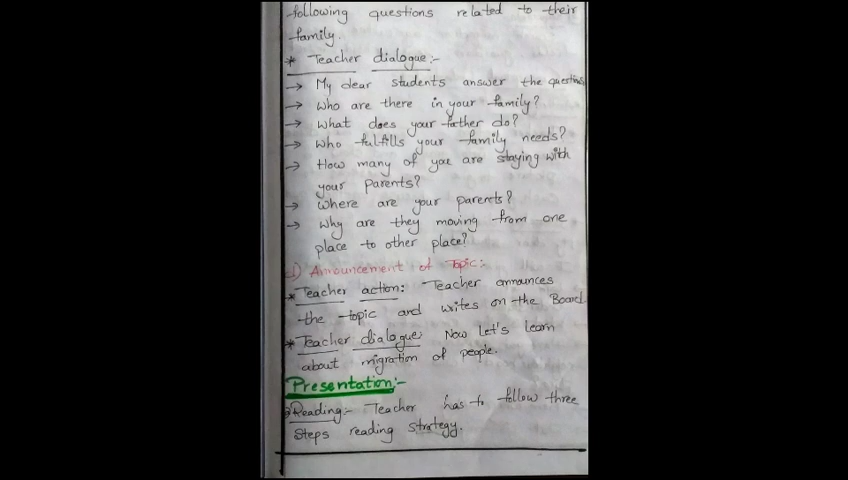 following questions related to their
family.
* Teacher dialogue:-
→ My dear students answer the questions
→ Who are there in your family?
→ What does your father do?
→ Who fulfills your family needs?
→ How many of you are staying with
your parents?
→ Where are your parents?
→ Why are they moving from one
place to other place?
d) Announcement of Topic:-
* Teacher action: Teacher announces
the topic and writes on the Board.
* Teacher dialogue: Now Let's learn
about migration of people.
Presentation:-
Reading:- Teacher has to follow three
steps reading strategy.